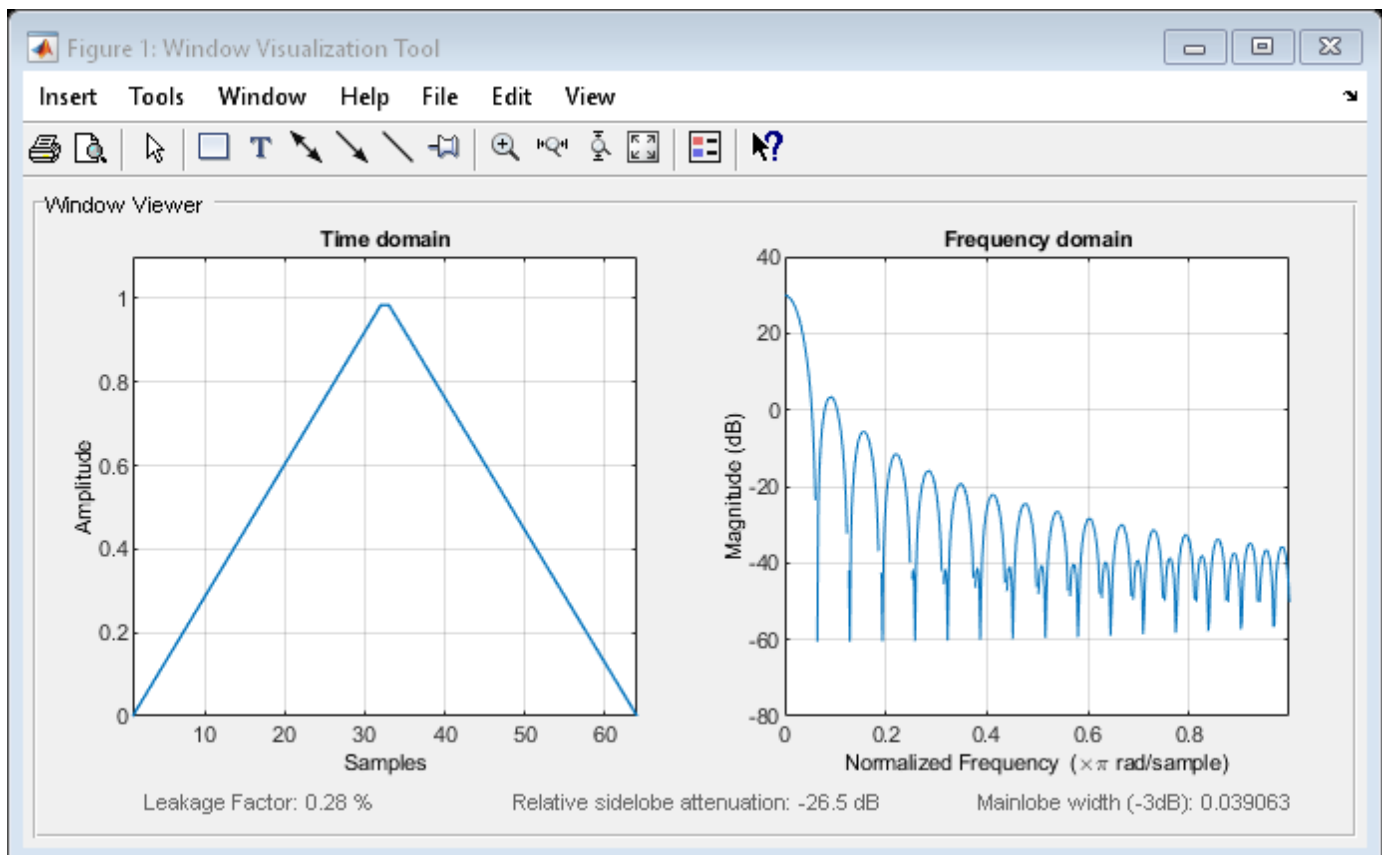 Figure 1: Window Visualization Tool
Insert Tools Window Help File Edit View
T
Window Viewer
Time domain
1
0.8
0.6
0.4
0.2
0
Amplitude
10 20 30 40 50 60
Samples
Frequency domain
40
20
0
-20
-40
-60
-80
Magnitude (dB)
0 0.2 0.4 0.6 0.8
Normalized Frequency (×π rad/sample)
Leakage Factor: 0.28 % Relative sidelobe attenuation: -26.5 dB Mainlobe width (-3dB): 0.039063